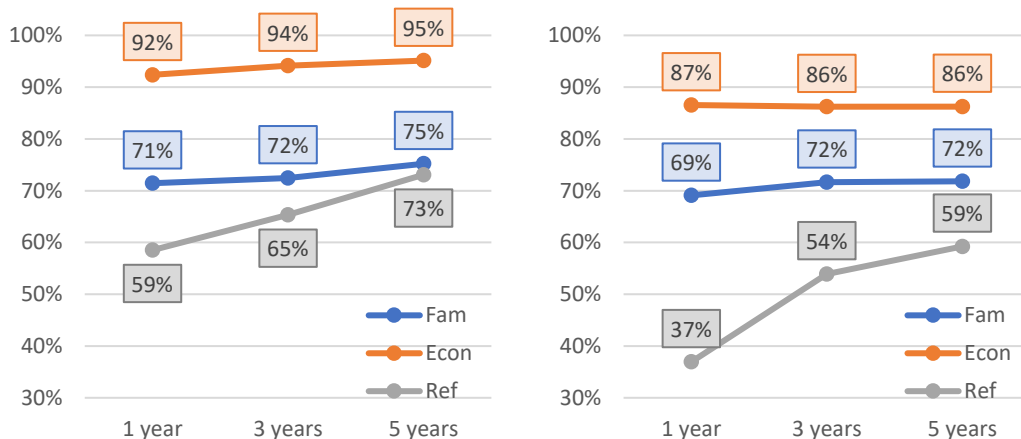 100%
90%
80%
70%
60%
50%
40%
30%
92%
94%
95%
71%
72%
75%
59%
65%
73%
Fam
Econ
Ref
1 year
3 years
5 years
100%
90%
80%
70%
60%
50%
40%
30%
87%
86%
86%
69%
72%
72%
37%
54%
59%
Fam
Econ
Ref
1 year
3 years
5 years